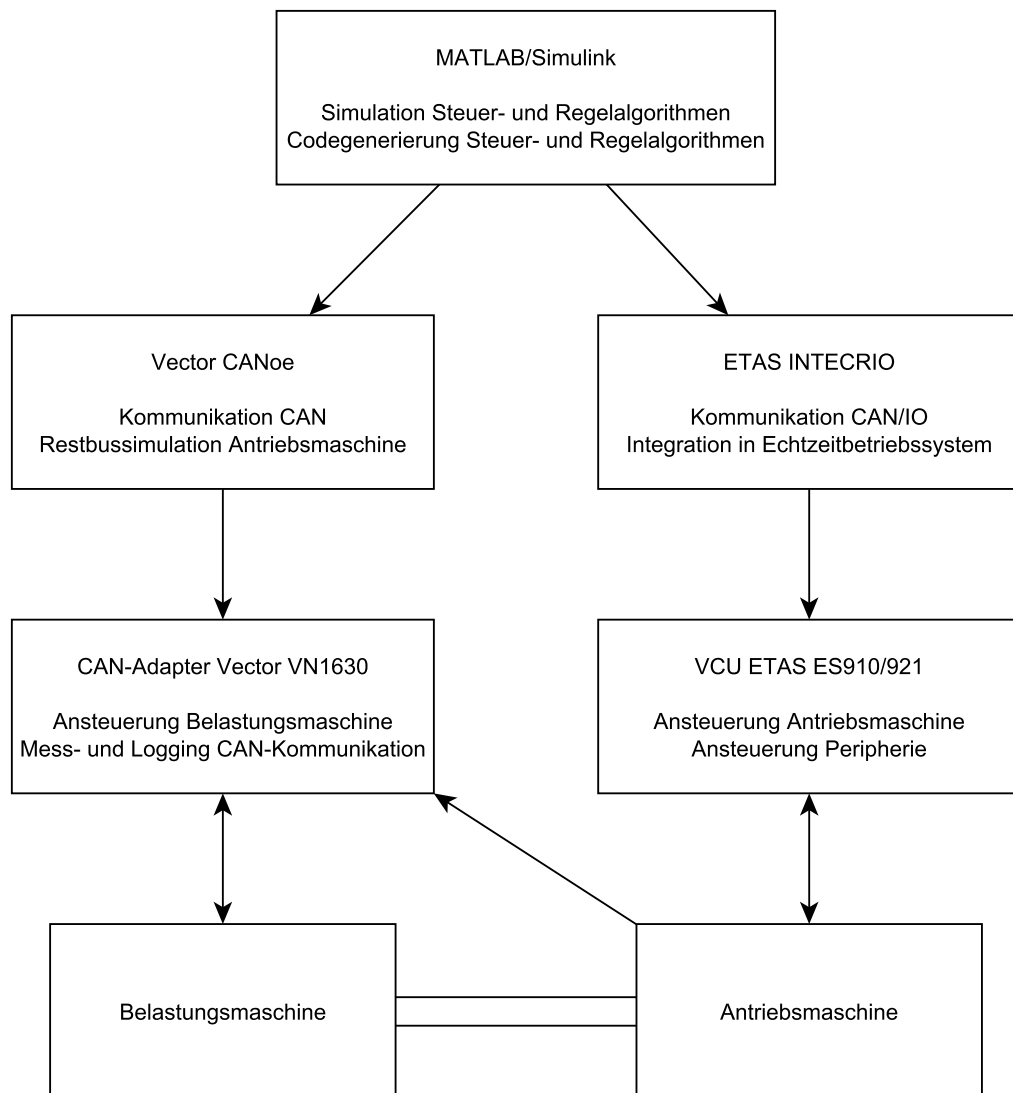 MATLAB/Simulink
Simulation Steuer- und Regelalgorithmen
Codegenerierung Steuer- und Regelalgorithmen
Vector CANoe
Kommunikation CAN
Restbussimulation Antriebsmaschine
ETAS INTECRIO
Kommunikation CAN/IO
Integration in Echtzeitbetriebssystem
CAN-Adapter Vector VN1630
Ansteuerung Belastungsmaschine
Mess- und Logging CAN-Kommunikation
VCU ETAS ES910/921
Ansteuerung Antriebsmaschine
Ansteuerung Peripherie
Belastungsmaschine
Antriebsmaschine